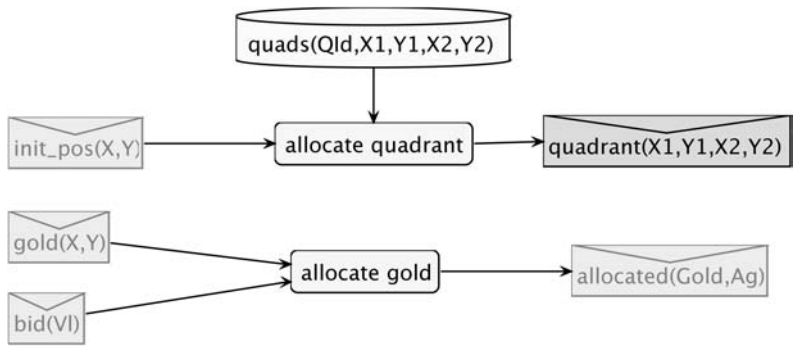 quads(QId,X1,Y1,X2,Y2)
init_pos(X,Y)
allocate quadrant
quadrant(X1,Y1,X2,Y2)
gold(X,Y)
allocate gold
allocated(Gold,Ag)
bid(Vl)